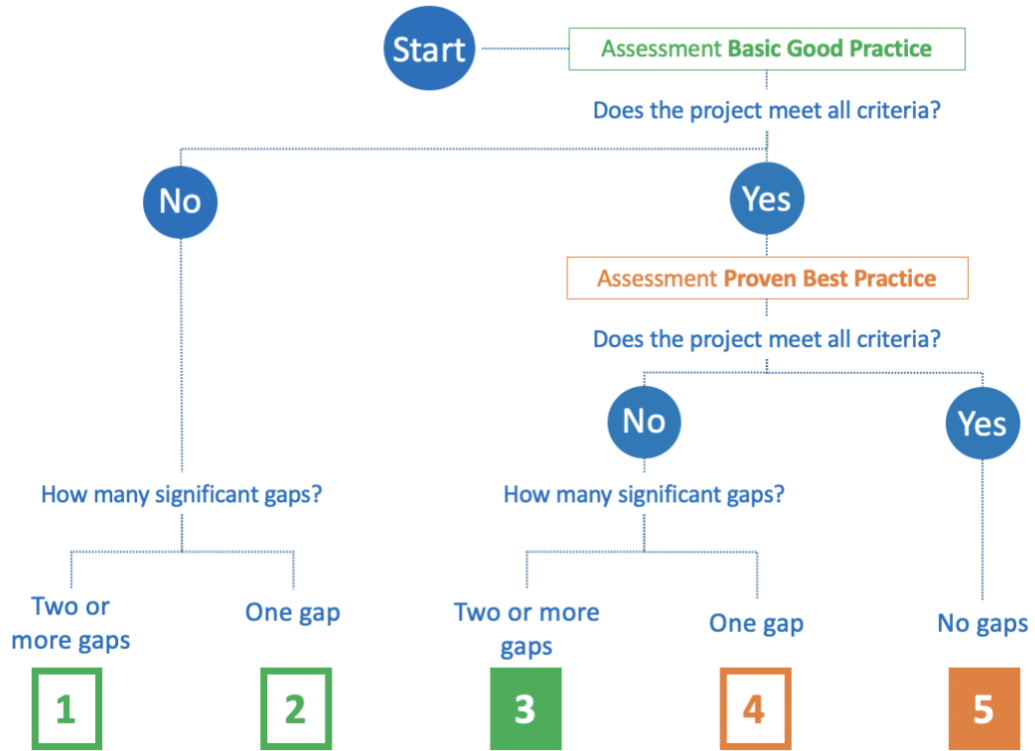 Start
Assessment Basic Good Practice
Does the project meet all criteria?
No
Yes
Assessment Proven Best Practice
Does the project meet all criteria?
No
Yes
How many significant gaps?
How many significant gaps?
Two or
more gaps
One gap
Two or more
gaps
One gap
No gaps
1
2
3
4
5